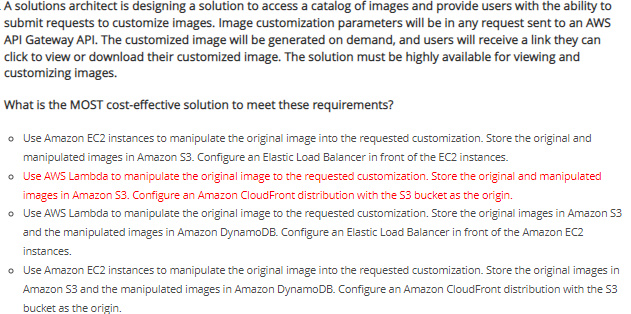 A solutions architect is designing a solution to access a catalog of images and provide users with the ability to
submit requests to customize images. Image customization parameters will be in any request sent to an AWS
API Gateway API. The customized image will be generated on demand, and users will receive a link they can
click to view or download their customized image. The solution must be highly available for viewing and
customizing images.
What is the MOST cost-effective solution to meet these requirements?
o Use Amazon EC2 instances to manipulate the original image into the requested customization. Store the original and
manipulated images in Amazon S3. Configure an Elastic Load Balancer in front of the EC2 instances.
o Use AWS Lambda to manipulate the original image to the requested customization. Store the original and manipulated
images in Amazon S3. Configure an Amazon CloudFront distribution with the S3 bucket as the origin.
o Use AWS Lambda to manipulate the original image to the requested customization. Store the original images in Amazon S3
and the manipulated images in Amazon DynamoDB. Configure an Elastic Load Balancer in front of the Amazon EC2
instances.
o Use Amazon EC2 instances to manipulate the original image into the requested customization. Store the original images in
Amazon S3 and the manipulated images in Amazon DynamoDB. Configure an Amazon CloudFront distribution with the S3
bucket as the origin.